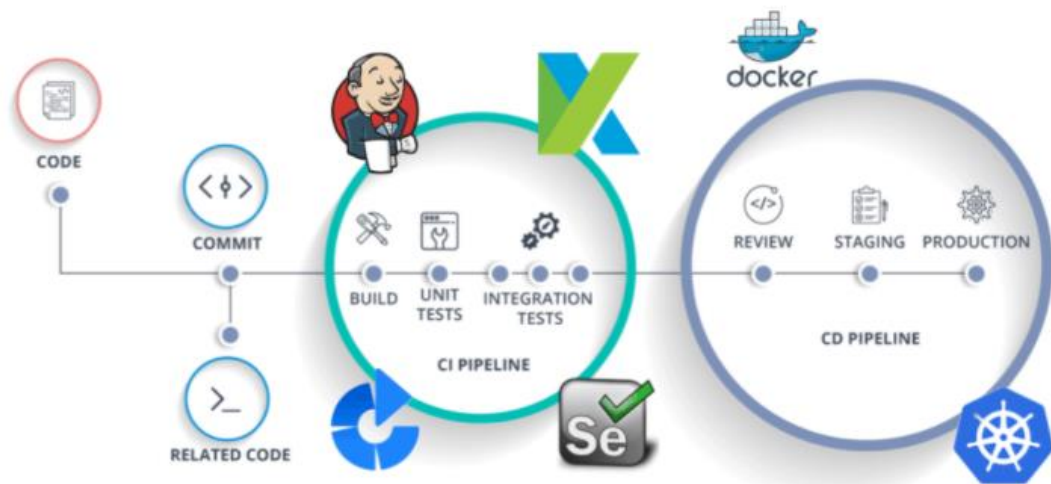 docker
CODE
COMMIT
RELATED CODE
BUILD
UNIT
TESTS
INTEGRATION
TESTS
CI PIPELINE
Se
REVIEW
STAGING
PRODUCTION
CD PIPELINE